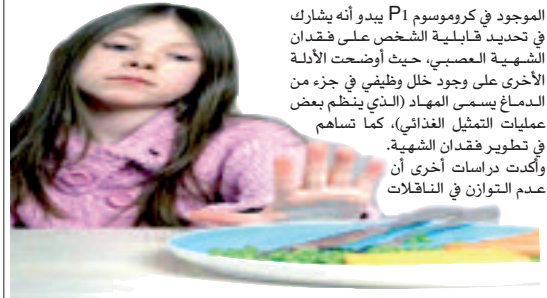 الموجود في كروموسوم P1 يبدو أنه يشارك
في تحديد قابلية الشخص على فقدان
الشهية العصبي، حيث أوضحت الأدلة
الأخرى على وجود خلل وظيفي في جزء من
الدماغ يسمى المهاد (الذي ينظم بعض
عمليات التمثيل الغذائي)، كما تساهم
في تطوير فقدان الشهية.
وأكدت دراسات أخرى أن
عدم التوازن في الناقلات